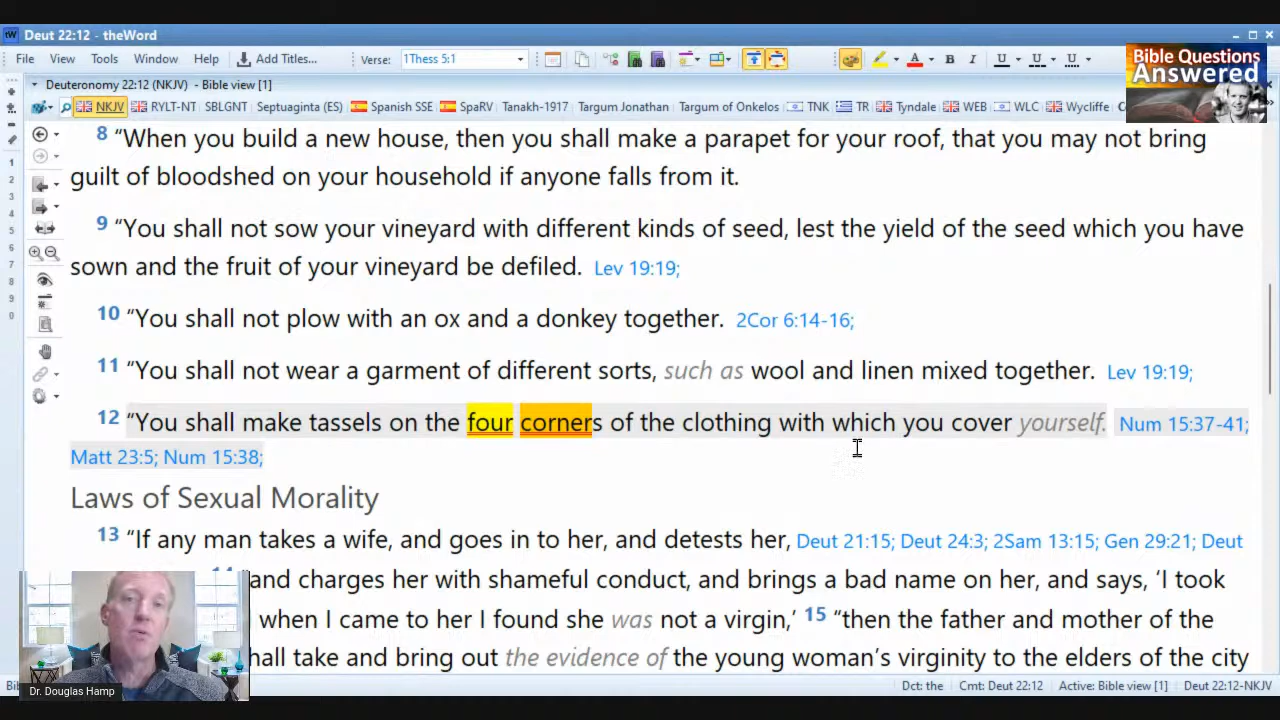 Deut 22:12 - theWord
File View Tools Window Help Add Titles... Verse: 1Thess 5:1
Bible Questions
Answered
Deuteronomy 22:12 (NKJV) - Bible view [1]
NKJV RYLT-NT SBLGNT Septuaginta (ES) Spanish SSE SpaRV Tanakh-1917 Targum Jonathan Targum of Onkelos TNK TR Tyndale WEB WLC Wycliffe
8 “When you build a new house, then you shall make a parapet for your roof, that you may not bring
guilt of bloodshed on your household if anyone falls from it.
9 “You shall not sow your vineyard with different kinds of seed, lest the yield of the seed which you have
sown and the fruit of your vineyard be defiled. Lev 19:19;
10 “You shall not plow with an ox and a donkey together. 2Cor 6:14-16;
11 “You shall not wear a garment of different sorts, such as wool and linen mixed together. Lev 19:19;
12 “You shall make tassels on the four corners of the clothing with which you cover yourself. Num 15:37-41;
Matt 23:5; Num 15:38;
Laws of Sexual Morality
13 “If any man takes a wife, and goes in to her, and detests her, Deut 21:15; Deut 24:3; 2Sam 13:15; Gen 29:21; Deut
and charges her with shameful conduct, and brings a bad name on her, and says, ‘I took
when I came to her I found she was not a virgin,’ 15 “then the father and mother of the
hall take and bring out the evidence of the young woman’s virginity to the elders of the city
Dr. Douglas Hamp
Dct: the Cmt: Deut 22:12 Active: Bible view [1] Deut 22:12-NKJV